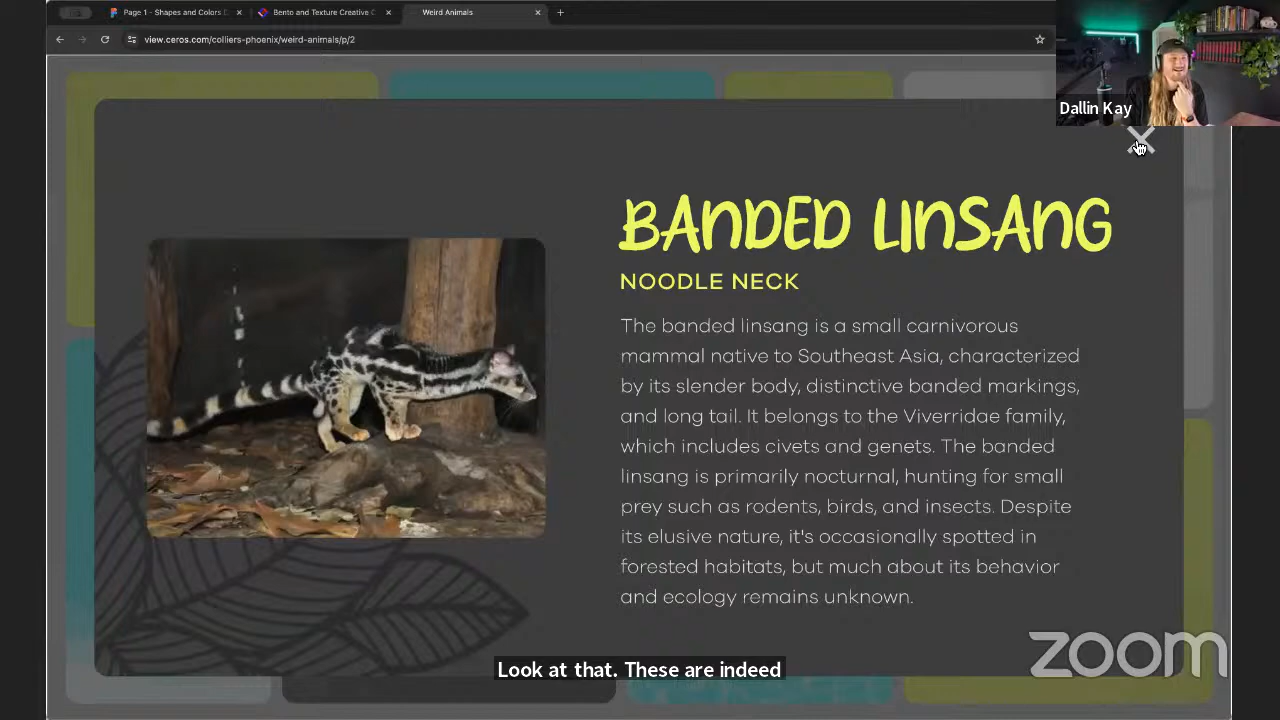 Page 1 - Shapes and Colors
Bento and Texture Creative C
Weird Animals
view.ceros.com/colliers-phoenix/weird-animals/p/2
Dallin Kay
BANDED LINSANG
NOODLE NECK
The banded linsang is a small carnivorous
mammal native to Southeast Asia, characterized
by its slender body, distinctive banded markings,
and long tail. It belongs to the Viverridae family,
which includes civets and genets. The banded
linsang is primarily nocturnal, hunting for small
prey such as rodents, birds, and insects. Despite
its elusive nature, it's occasionally spotted in
forested habitats, but much about its behavior
and ecology remains unknown.
Look at that. These are indeed
zoom